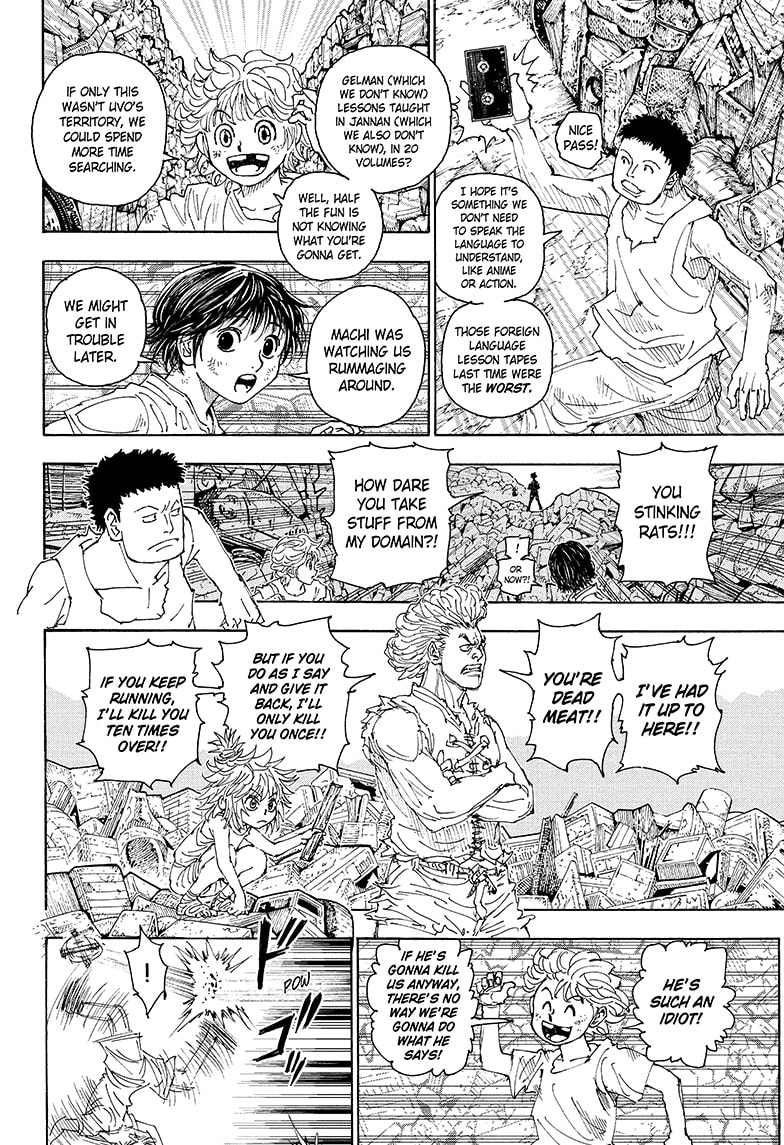 NICE
PASS!
I HOPE IT'S
SOMETHING WE
DON'T NEED
TO SPEAK THE
LANGUAGE TO
UNDERSTAND,
LIKE ANIME
OR ACTION.
THOSE FOREIGN
LANGUAGE
LESSON TAPES
LAST TIME WERE
THE WORST.
GELMAN (WHICH
WE DON'T KNOW)
LESSONS TAUGHT
IN JANNAN (WHICH
WE ALSO DON'T
KNOW), IN 20
VOLUMES?
WELL, HALF
THE FUN IS
NOT KNOWING
WHAT YOU'RE
GONNA GET.
IF ONLY THIS
WASN'T UVO'S
TERRITORY, WE
COULD SPEND
MORE TIME
SEARCHING.
MACHI WAS
WATCHING US
RUMMAGING
AROUND.
WE MIGHT
GET IN
TROUBLE
LATER.
YOU
STINKING
RATS!!!
!
OR
NOW?!
HOW DARE
YOU TAKE
STUFF FROM
MY DOMAIN?!
I'VE HAD
IT UP TO
HERE!!
YOU'RE
DEAD
MEAT!!
BUT IF YOU
DO AS I SAY
AND GIVE IT
BACK, I'LL
ONLY KILL
YOU ONCE!!
IF YOU KEEP
RUNNING,
I'LL KILL YOU
TEN TIMES
OVER!!
HE'S
SUCH AN
IDIOT!
IF HE'S
GONNA KILL
US ANYWAY,
THERE'S NO
WAY WE'RE
GONNA DO
WHAT HE
SAYS!
ドゴ
POW
!